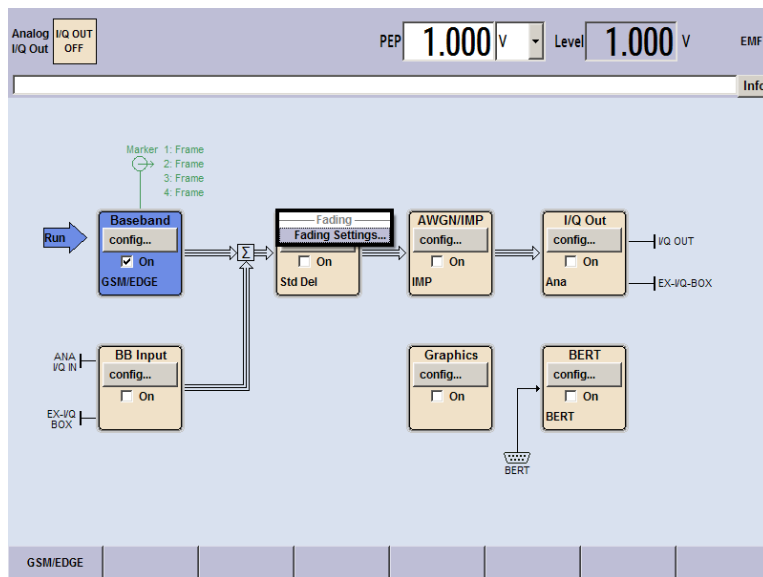 Analog I/Q OUT PEP 1.000 V Level 1.000 V EMF
I/Q Out OFF
Info
Marker 1: Frame
2: Frame
3: Frame
4: Frame
Run
Baseband
config...
On
GSM/EDGE
Σ
Fading
Fading Settings...
On
Std Del
AWGN/IMP
config...
On
IMP
I/Q Out
config...
On
Ana
I/Q OUT
EX-I/Q-BOX
ANA
I/Q IN
EX-I/Q
BOX
BB Input
config...
On
Graphics
config...
On
BERT
config...
On
BERT
BERT
GSM/EDGE